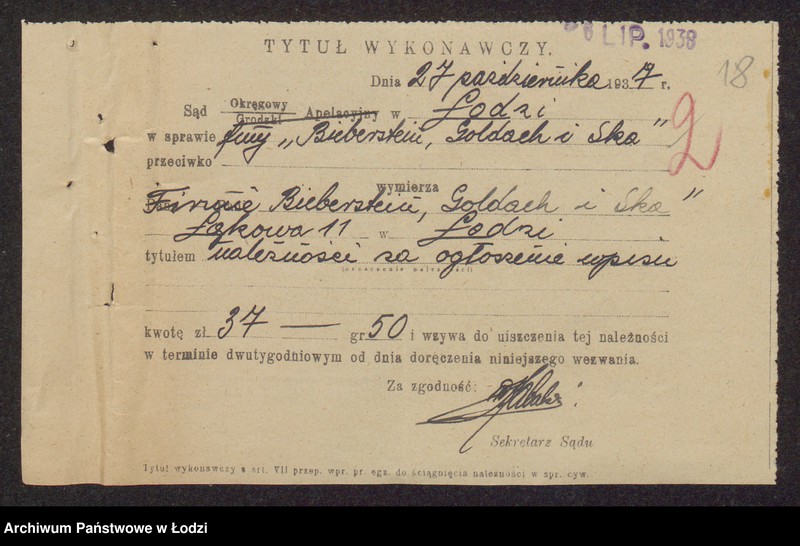 LIP. 1938
TYTUŁ WYKONAWCZY.
18
Dnia 27 października 1937 r.
Sąd Okręgowy Grodzki Apelacyjny w Łodzi
2
w sprawie fmy „Bieberstein, Goldach i Ska"
przeciwko
wymierza
Firmie Bieberstein, Goldach i Ska"
Łąkowa 11 w Łodzi
tytułem należności za ogłoszenie wpisu
(oznaczenie należności)
kwotę zł. 37 — gr 50 i wzywa do uiszczenia tej należności
w terminie dwutygodniowym od dnia doręczenia niniejszego wezwania.
Za zgodność:
Sekretarz Sądu
Tytuł wykonawczy z art. VII przep. wpr. pr. egz. do ściągnięcia należności w spr. cyw.
Archiwum Państwowe w Łodzi